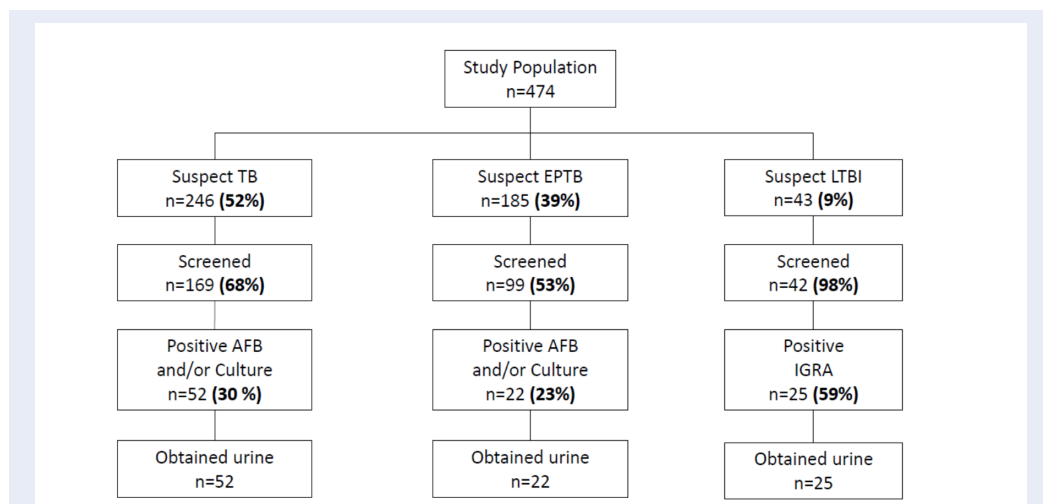 Study Population
n=474
Suspect TB
n=246 (52%)
Suspect EPTB
n=185 (39%)
Suspect LTBI
n=43 (9%)
Screened
n=169 (68%)
Screened
n=99 (53%)
Screened
n=42 (98%)
Positive AFB
and/or Culture
n=52 (30 %)
Positive AFB
and/or Culture
n=22 (23%)
Positive
IGRA
n=25 (59%)
Obtained urine
n=52
Obtained urine
n=22
Obtained urine
n=25